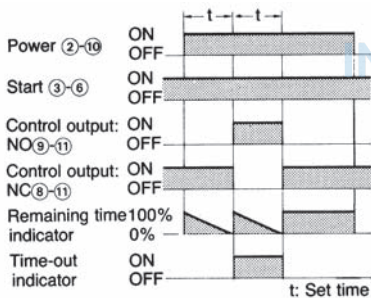 t t
Power ②-⑩ ON
OFF
Start ③-⑥ ON
OFF
Control output: ON
NO⑨-⑪ OFF
Control output: ON
NC⑧-⑪ OFF
Remaining time 100%
indicator 0%
Time-out ON
indicator OFF
t: Set time
IN